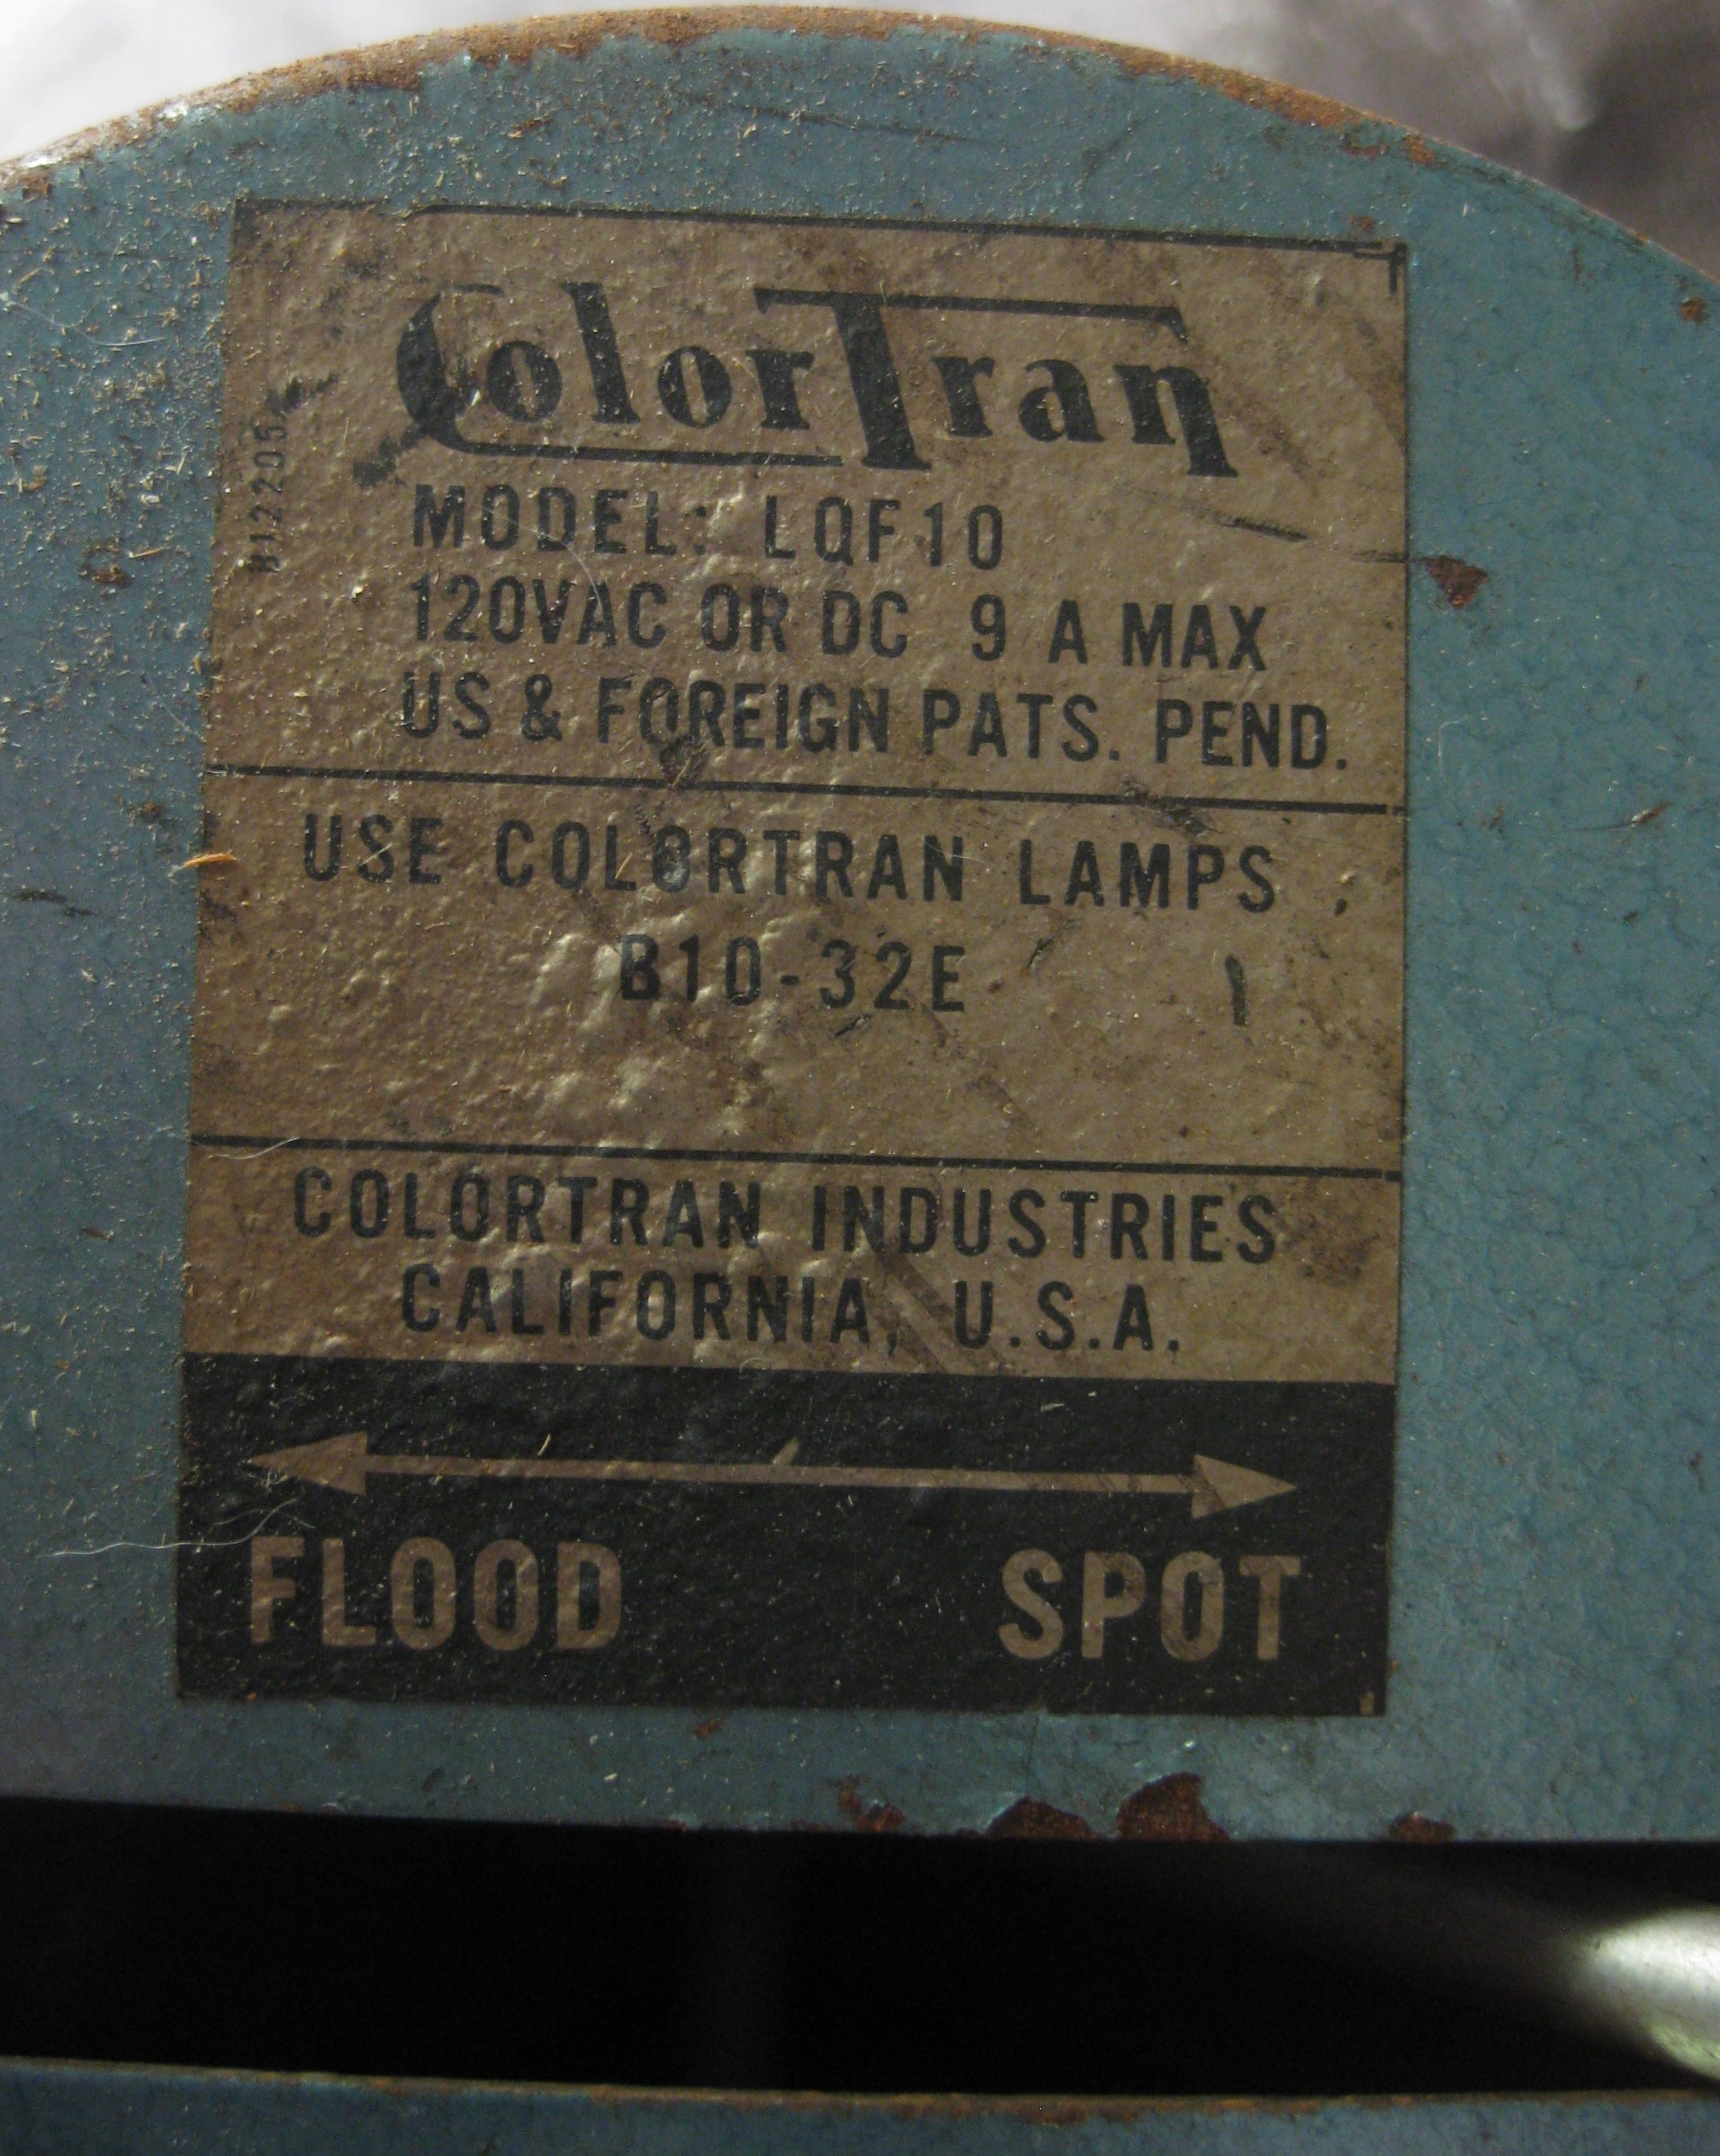 ColorTran
B12205
MODEL: LQF10
120VAC OR DC 9 A MAX
US & FOREIGN PATS. PEND.
USE COLORTRAN LAMPS
B10-32E
COLORTRAN INDUSTRIES
CALIFORNIA, U.S.A.
FLOOD SPOT